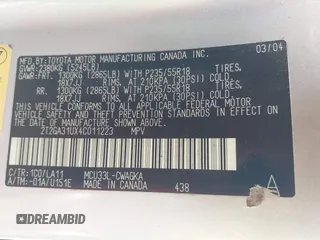 MFD.BY:TOYOTA MOTOR MANUFACTURING CANADA INC. 03/04
GVWR:2380KG (5245LB)
GAWR:FRT. 1300KG (2865LB) P235/55R18 TIRES,
18X7JJ RIMS, AT 210KPA (30PSI) COLD.
RR. 1300KG (2865LB) P235/55R18 TIRES,
18X7JJ RIMS, AT 210KPA (30PSI) COLD.
THIS VEHICLE CONFORMS TO ALL APPLICABLE FEDERAL MOTOR
VEHICLE SAFETY AND THEFT PREVENTION STANDARDS IN EFFECT
ON THE DATE OF MANUFACTURE SHOWN ABOVE.
2T2GA31UX4C011223 MPV
C/TR:1C0/LA11 MCU33L-CWAGKA
A/TM:-01A/U151E MADE IN CANADA 438 A
AUTO BIDCAR